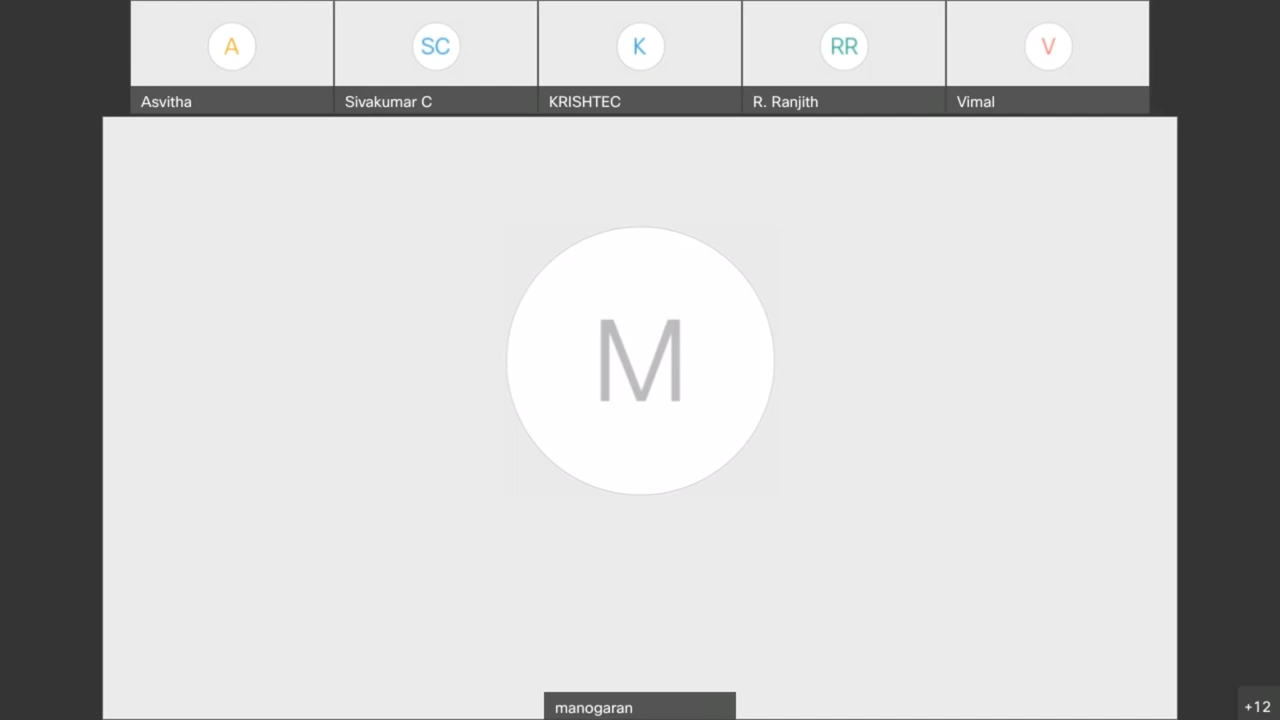 A
SC
K
RR
V
Asvitha
Sivakumar C
KRISHTEC
R. Ranjith
Vimal
M
manogaran
+12